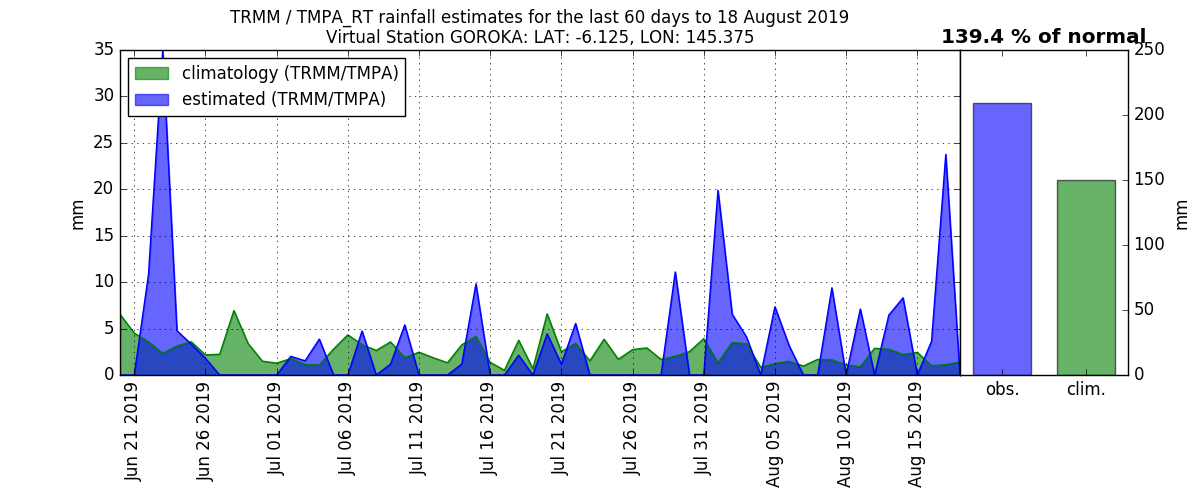 TRMM / TMPA_RT rainfall estimates for the last 60 days to 18 August 2019
Virtual Station GOROKA: LAT: -6.125, LON: 145.375
139.4 % of normal
climatology (TRMM/TMPA)
estimated (TRMM/TMPA)
35
30
25
20
15
10
5
0
mm
Jun 21 2019
Jun 26 2019
Jul 01 2019
Jul 06 2019
Jul 11 2019
Jul 16 2019
Jul 21 2019
Jul 26 2019
Jul 31 2019
Aug 05 2019
Aug 10 2019
Aug 15 2019
obs.
clim.
250
200
150
100
50
0
mm